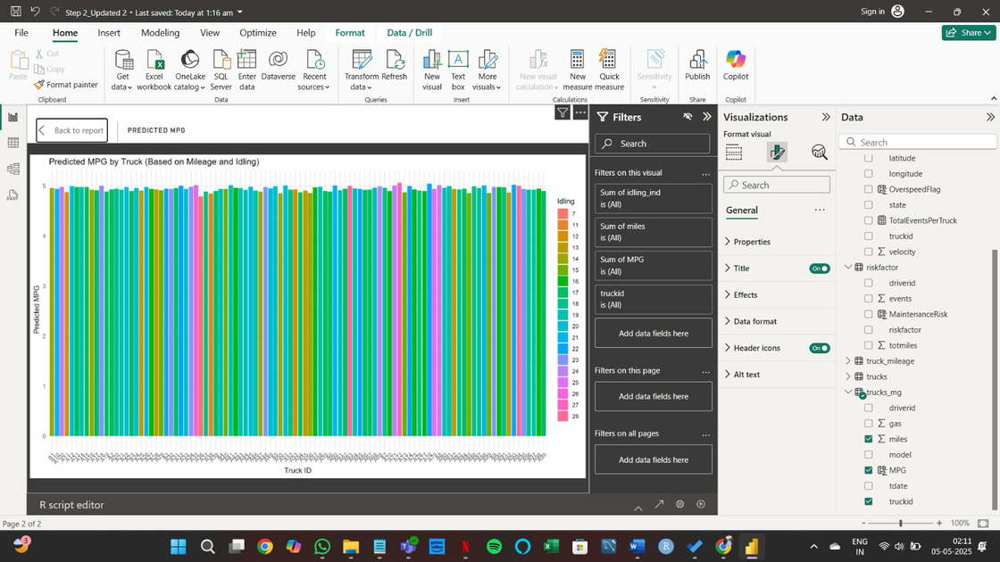 Step 2_Updated 2 • Last saved: Today at 1:16 am
Sign in
File
Home
Insert
Modeling
View
Optimize
Help
Format
Data / Drill
Share
Paste
Cut
Copy
Format painter
Clipboard
Get data
Excel workbook
OneLake catalog
SQL Server
Enter data
Dataverse
Recent sources
Data
Transform data
Refresh
Queries
New visual
Text box
More visuals
Insert
New visual calculation
New measure
Quick measure
Calculations
Sensitivity
Sensitivity
Publish
Share
Copilot
Copilot
Back to report
PREDICTED MPG
Predicted MPG by Truck (Based on Mileage and Idling)
Predicted MPG
5
4
3
2
1
0
Truck ID
Idling
7
11
12
13
14
15
16
17
18
19
20
21
22
23
24
25
26
27
28
R script editor
Filters
Search
Filters on this visual
Sum of idling_ind
is (All)
Sum of miles
is (All)
Sum of MPG
is (All)
truckid
is (All)
Add data fields here
Filters on this page
Add data fields here
Filters on all pages
Add data fields here
Visualizations
Format visual
Search
General
Properties
Title
On
Effects
Data format
Header icons
On
Alt text
Data
Search
latitude
longitude
OverspeedFlag
state
TotalEventsPerTruck
truckid
velocity
riskfactor
driverid
events
MaintenanceRisk
riskfactor
totmiles
truck_mileage
trucks
trucks_mg
driverid
gas
miles
model
MPG
tdate
truckid
Page 2 of 2
100%
3
ENG
IN
02:11
05-05-2025